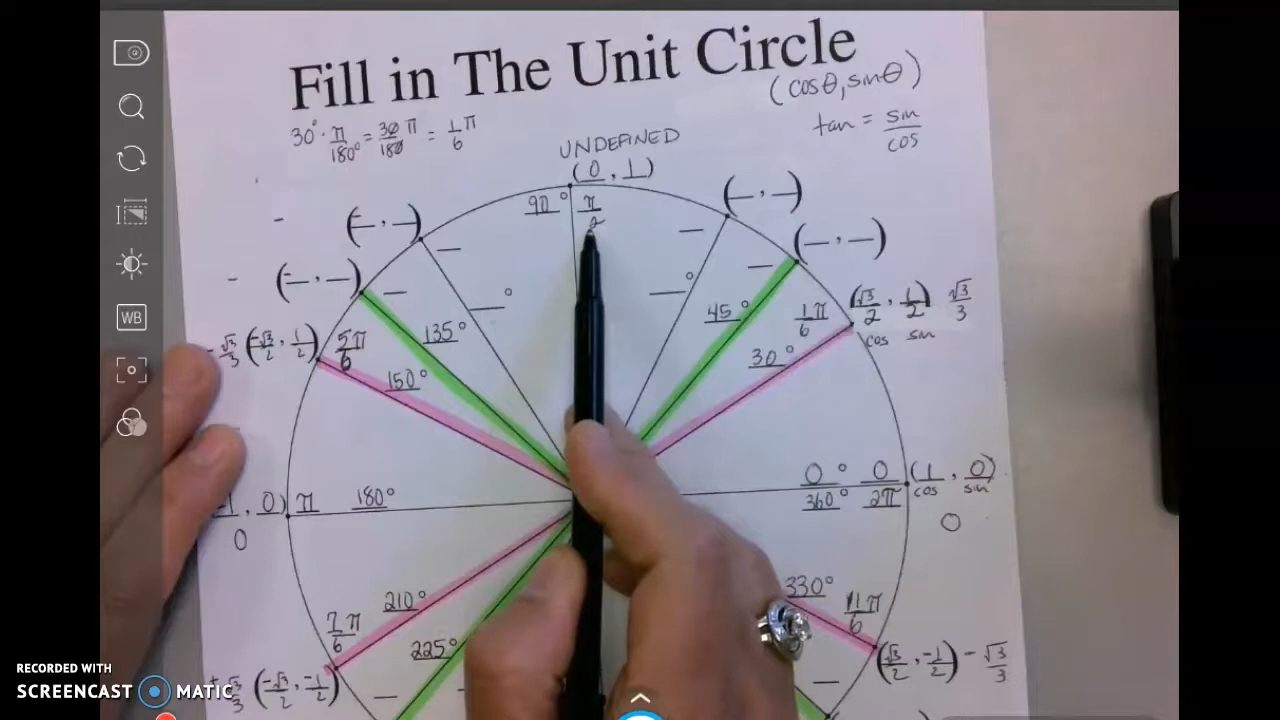 Fill in The Unit Circle
(cosθ, sinθ)
tan = sin/cos
30° · π/180° = 30π/180 = 1/6 π
UNDEFINED
(0, 1)
90° π/2
135°
45°
1π/6
(√3/2, 1/2) √3/3
cos sin
30°
-√3/3 (-√3/2, 1/2)
5π/6
150°
-1, 0) π
0
180°
0° 0 (1, 0)
360° 2π cos sin
0
210°
7π/6
225°
330°
11π/6
(√3/2, -1/2) -√3/3
√3/3 (-√3/2, -1/2)
WB
RECORDED WITH
SCREENCAST MATIC